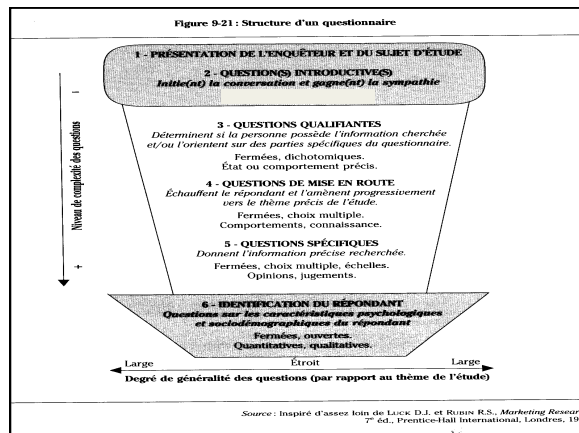 Figure 9-21 : Structure d'un questionnaire
1 - PRÉSENTATION DE L'ENQUÊTEUR ET DU SUJET D'ÉTUDE
2 - QUESTION(S) INTRODUCTIVE(S)
Initie(nt) la conversation et gagne(nt) la sympathie
3 - QUESTIONS QUALIFIANTES
Déterminent si la personne possède l'information cherchée
et/ou l'orientent sur des parties spécifiques du questionnaire.
Fermées, dichotomiques.
État ou comportement précis.
4 - QUESTIONS DE MISE EN ROUTE
Échauffent le répondant et l'amènent progressivement
vers le thème précis de l'étude.
Fermées, choix multiple.
Comportements, connaissance.
5 - QUESTIONS SPÉCIFIQUES
Donnent l'information précise recherchée.
Fermées, choix multiple, échelles.
Opinions, jugements.
6 - IDENTIFICATION DU RÉPONDANT
Questions sur les caractéristiques psychologiques
et sociodémographiques du répondant
Fermées, ouvertes.
Quantitatives, qualitatives.
-
Niveau de complexité des questions
+
Large Étroit Large
Degré de généralité des questions (par rapport au thème de l'étude)
Source : Inspiré d'assez loin de LUCK D.J. et RUBIN R.S., Marketing Resear
7e éd., Prentice-Hall International, Londres, 19